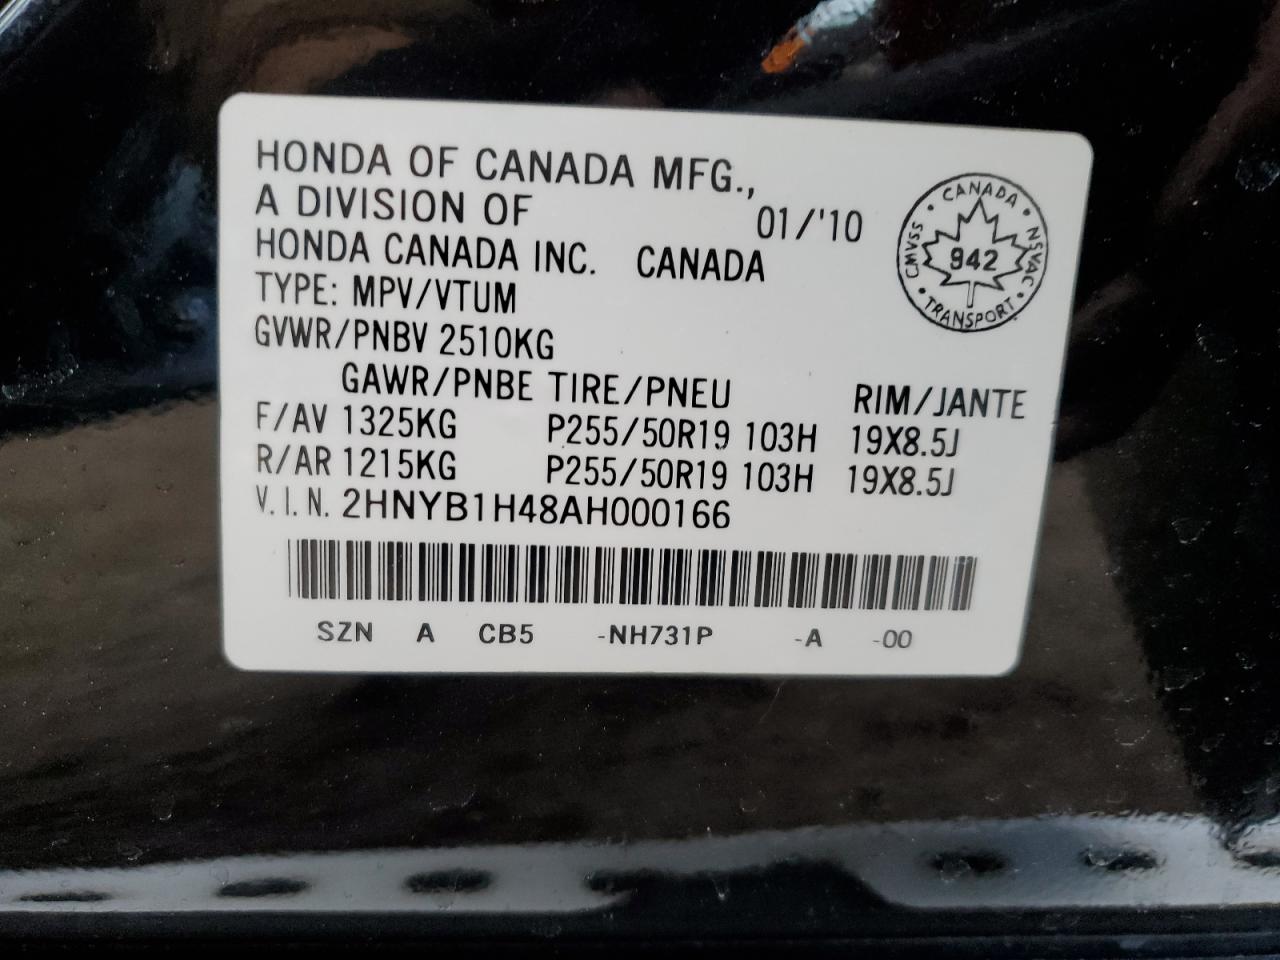 HONDA OF CANADA MFG.,
A DIVISION OF
01/'10
HONDA CANADA INC. CANADA
TYPE: MPV/VTUM
GVWR/PNBV 2510KG
GAWR/PNBE TIRE/PNEU RIM/JANTE
F/AV 1325KG P255/50R19 103H 19X8.5J
R/AR 1215KG P255/50R19 103H 19X8.5J
V.I.N. 2HNYB1H48AH000166
SZN A CB5 -NH731P -A -00
CANADA • NSVAC • TRANSPORT • CMVSS •
942